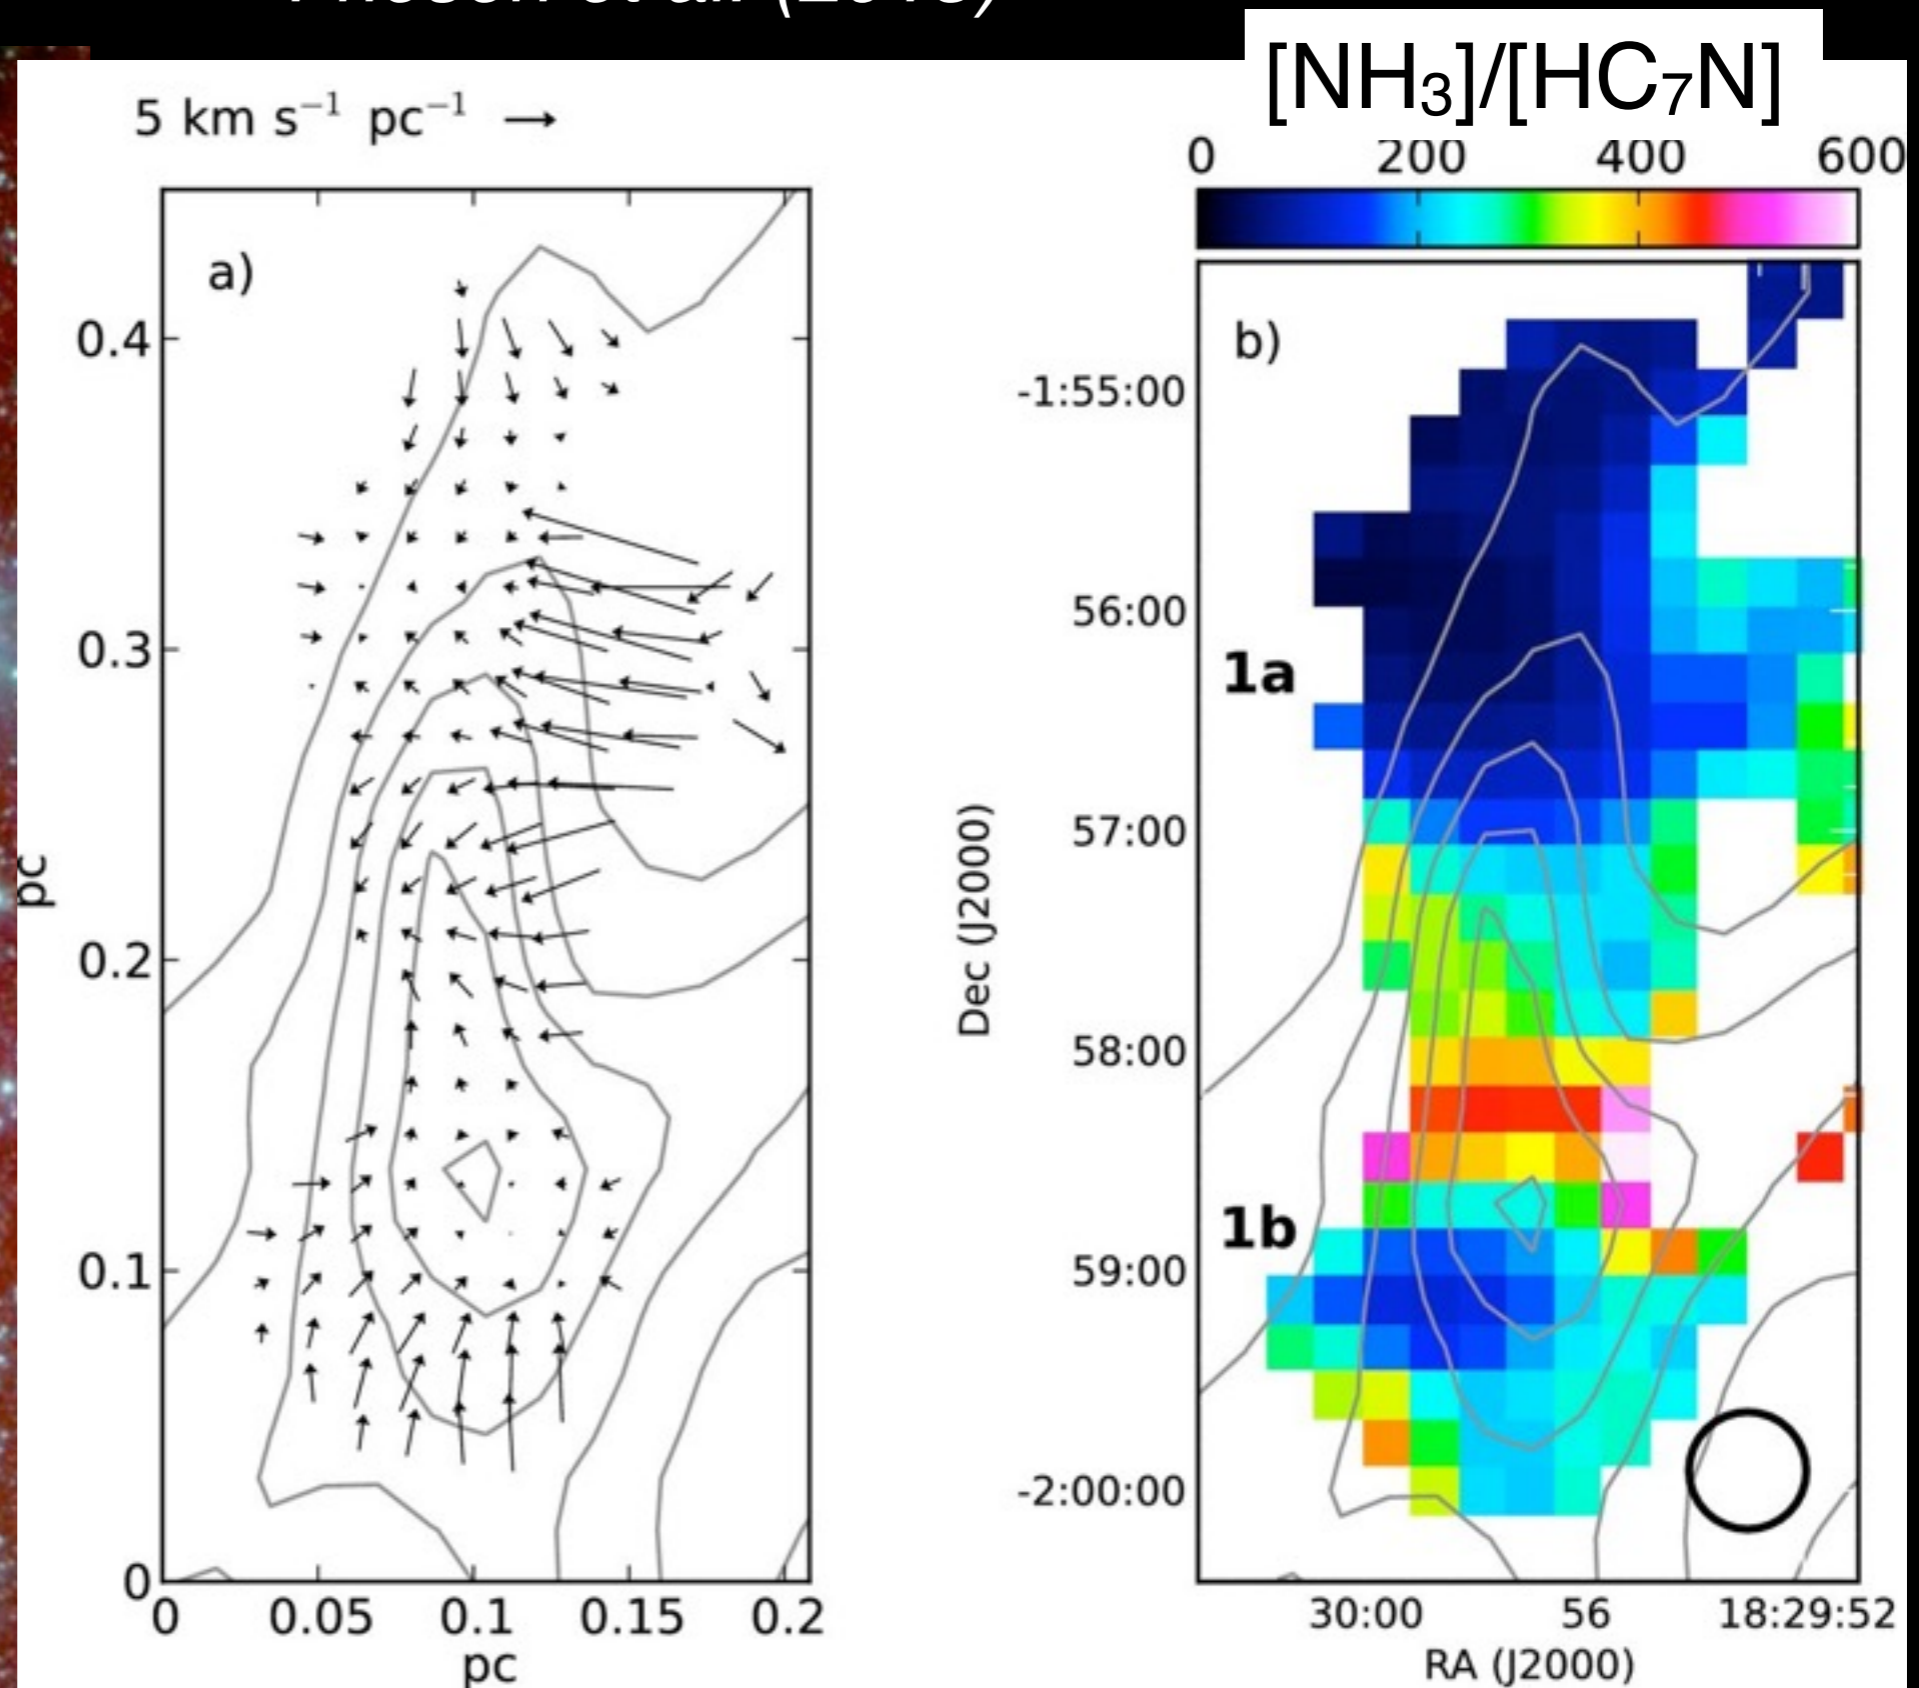 et al. (2013)
[NH₃]/[HC₇N]
5 km s⁻¹ pc⁻¹
0 200 400 600
a)
b)
0.4
0.3
0.2
0.1
0
pc
0 0.05 0.1 0.15 0.2
pc
-1:55:00
56:00
57:00
58:00
59:00
-2:00:00
Dec (J2000)
1a
1b
30:00 56 18:29:52
RA (J2000)